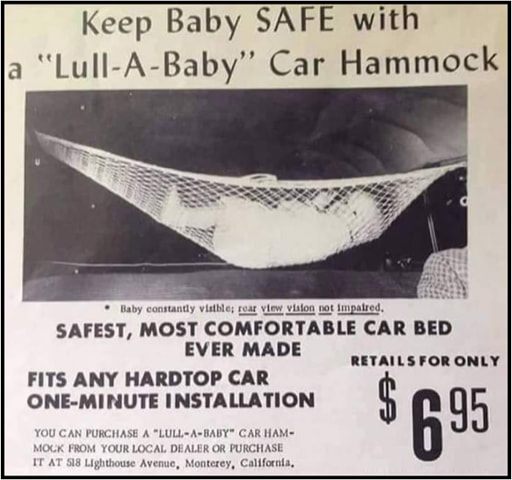 Keep Baby SAFE with
a "Lull-A-Baby" Car Hammock
* Baby constantly visible; rear view vision not impaired.
SAFEST, MOST COMFORTABLE CAR BED
EVER MADE
RETAILS FOR ONLY
$6.95
FITS ANY HARDTOP CAR
ONE-MINUTE INSTALLATION
YOU CAN PURCHASE A "LULL-A-BABY" CAR HAM-
MOCK FROM YOUR LOCAL DEALER OR PURCHASE
IT AT 518 Lighthouse Avenue, Monterey, California.